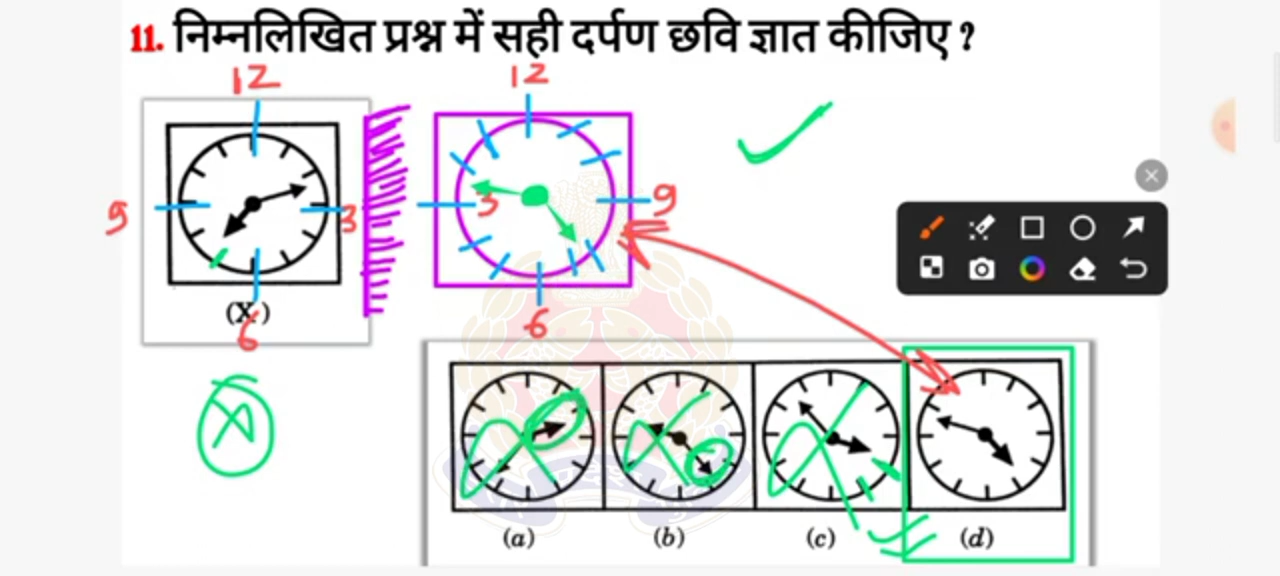 11. निम्नलिखित प्रश्न में सही दर्पण छवि ज्ञात कीजिए ?
12
12
9
3
3
9
(X)
6
6
(a)
(b)
(c)
(d)